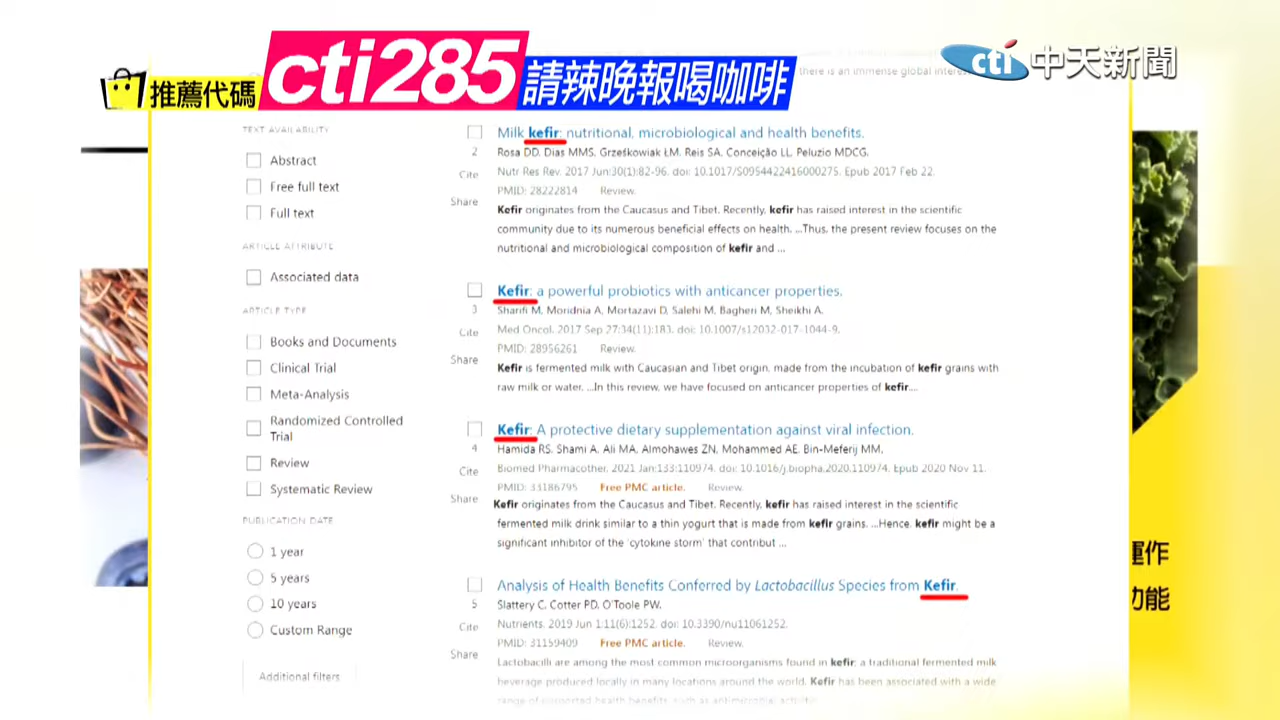 推薦代碼
cti285
請辣晚報喝咖啡
cti 中天新聞
there is an immense global
TEXT AVAILABILITY
Abstract
Free full text
Full text
ARTICLE ATTRIBUTE
Associated data
ARTICLE TYPE
Books and Documents
Clinical Trial
Meta-Analysis
Randomized Controlled
Trial
Review
Systematic Review
PUBLICATION DATE
1 year
5 years
10 years
Custom Range
Additional filters
2
Cite
Share
Milk kefir: nutritional, microbiological and health benefits.
Rosa DD, Dias MMS, Grześkowiak ŁM, Reis SA, Conceição LL, Peluzio MDCG.
Nutr Res Rev. 2017 Jun;30(1):82-96. doi: 10.1017/S0954422416000275. Epub 2017 Feb 22.
PMID: 28222814 Review.
Kefir originates from the Caucasus and Tibet. Recently, kefir has raised interest in the scientific
community due to its numerous beneficial effects on health. ...Thus, the present review focuses on the
nutritional and microbiological composition of kefir and ...
3
Cite
Share
Kefir: a powerful probiotics with anticancer properties.
Sharifi M, Moridnia A, Mortazavi D, Salehi M, Bagheri M, Sheikhi A.
Med Oncol. 2017 Sep 27;34(11):183. doi: 10.1007/s12032-017-1044-9.
PMID: 28956261 Review.
Kefir is fermented milk with Caucasian and Tibet origin, made from the incubation of kefir grains with
raw milk or water. ...In this review, we have focused on anticancer properties of kefir....
4
Cite
Share
Kefir: A protective dietary supplementation against viral infection.
Hamida RS, Shami A, Ali MA, Almohawes ZN, Mohammed AE, Bin-Meferij MM.
Biomed Pharmacother. 2021 Jan;133:110974. doi: 10.1016/j.biopha.2020.110974. Epub 2020 Nov 11.
PMID: 33186795 Free PMC article. Review.
Kefir originates from the Caucasus and Tibet. Recently, kefir has raised interest in the scientific
fermented milk drink similar to a thin yogurt that is made from kefir grains. ...Hence, kefir might be a
significant inhibitor of the 'cytokine storm' that contribut ...
5
Cite
Share
Analysis of Health Benefits Conferred by Lactobacillus Species from Kefir.
Slattery C, Cotter PD, O'Toole PW.
Nutrients. 2019 Jun 1;11(6):1252. doi: 10.3390/nu11061252.
PMID: 31159409 Free PMC article. Review.
Lactobacilli are among the most common microorganisms found in kefir; a traditional fermented milk
beverage produced locally in many locations around the world. Kefir has been associated with a wide
range of purported health benefits, such as antimicrobial activity
運作
功能